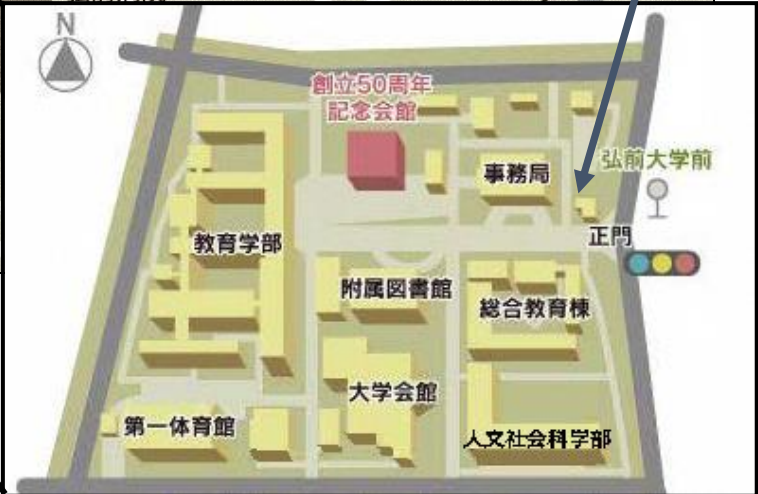 N
創立50周年
記念会館
事務局
弘前大学前
正門
教育学部
附属図書館
総合教育棟
大学会館
第一体育館
人文社会科学部